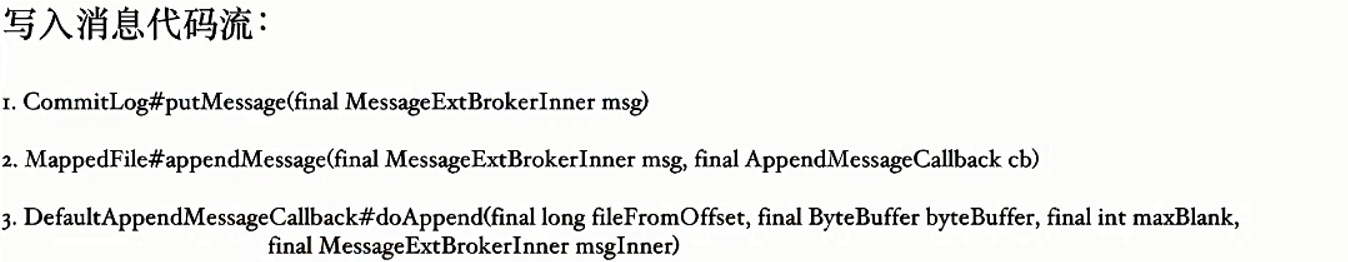 写入消息代码流：
1. CommitLog#putMessage(final MessageExtBrokerInner msg)
2. MappedFile#appendMessage(final MessageExtBrokerInner msg, final AppendMessageCallback cb)
3. DefaultAppendMessageCallback#doAppend(final long fileFromOffset, final ByteBuffer byteBuffer, final int maxBlank,
final MessageExtBrokerInner msgInner)